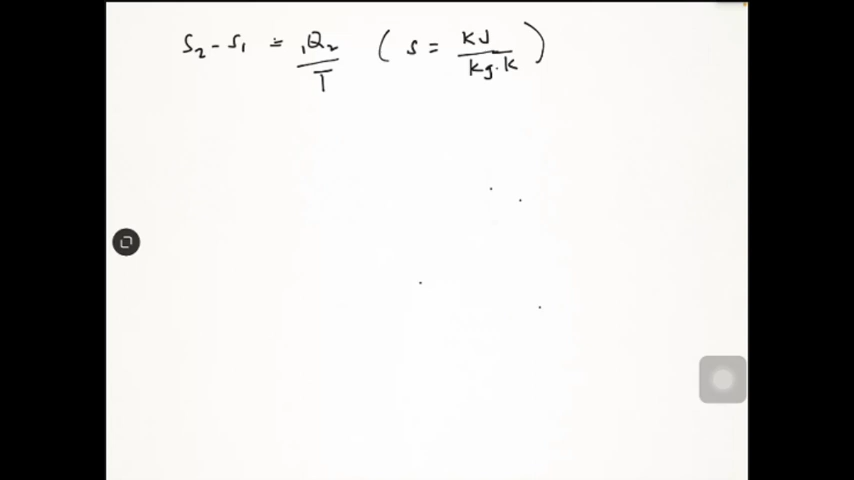 s₂ - s₁ = ₁Q₂/T ( s = kJ/kg·K )